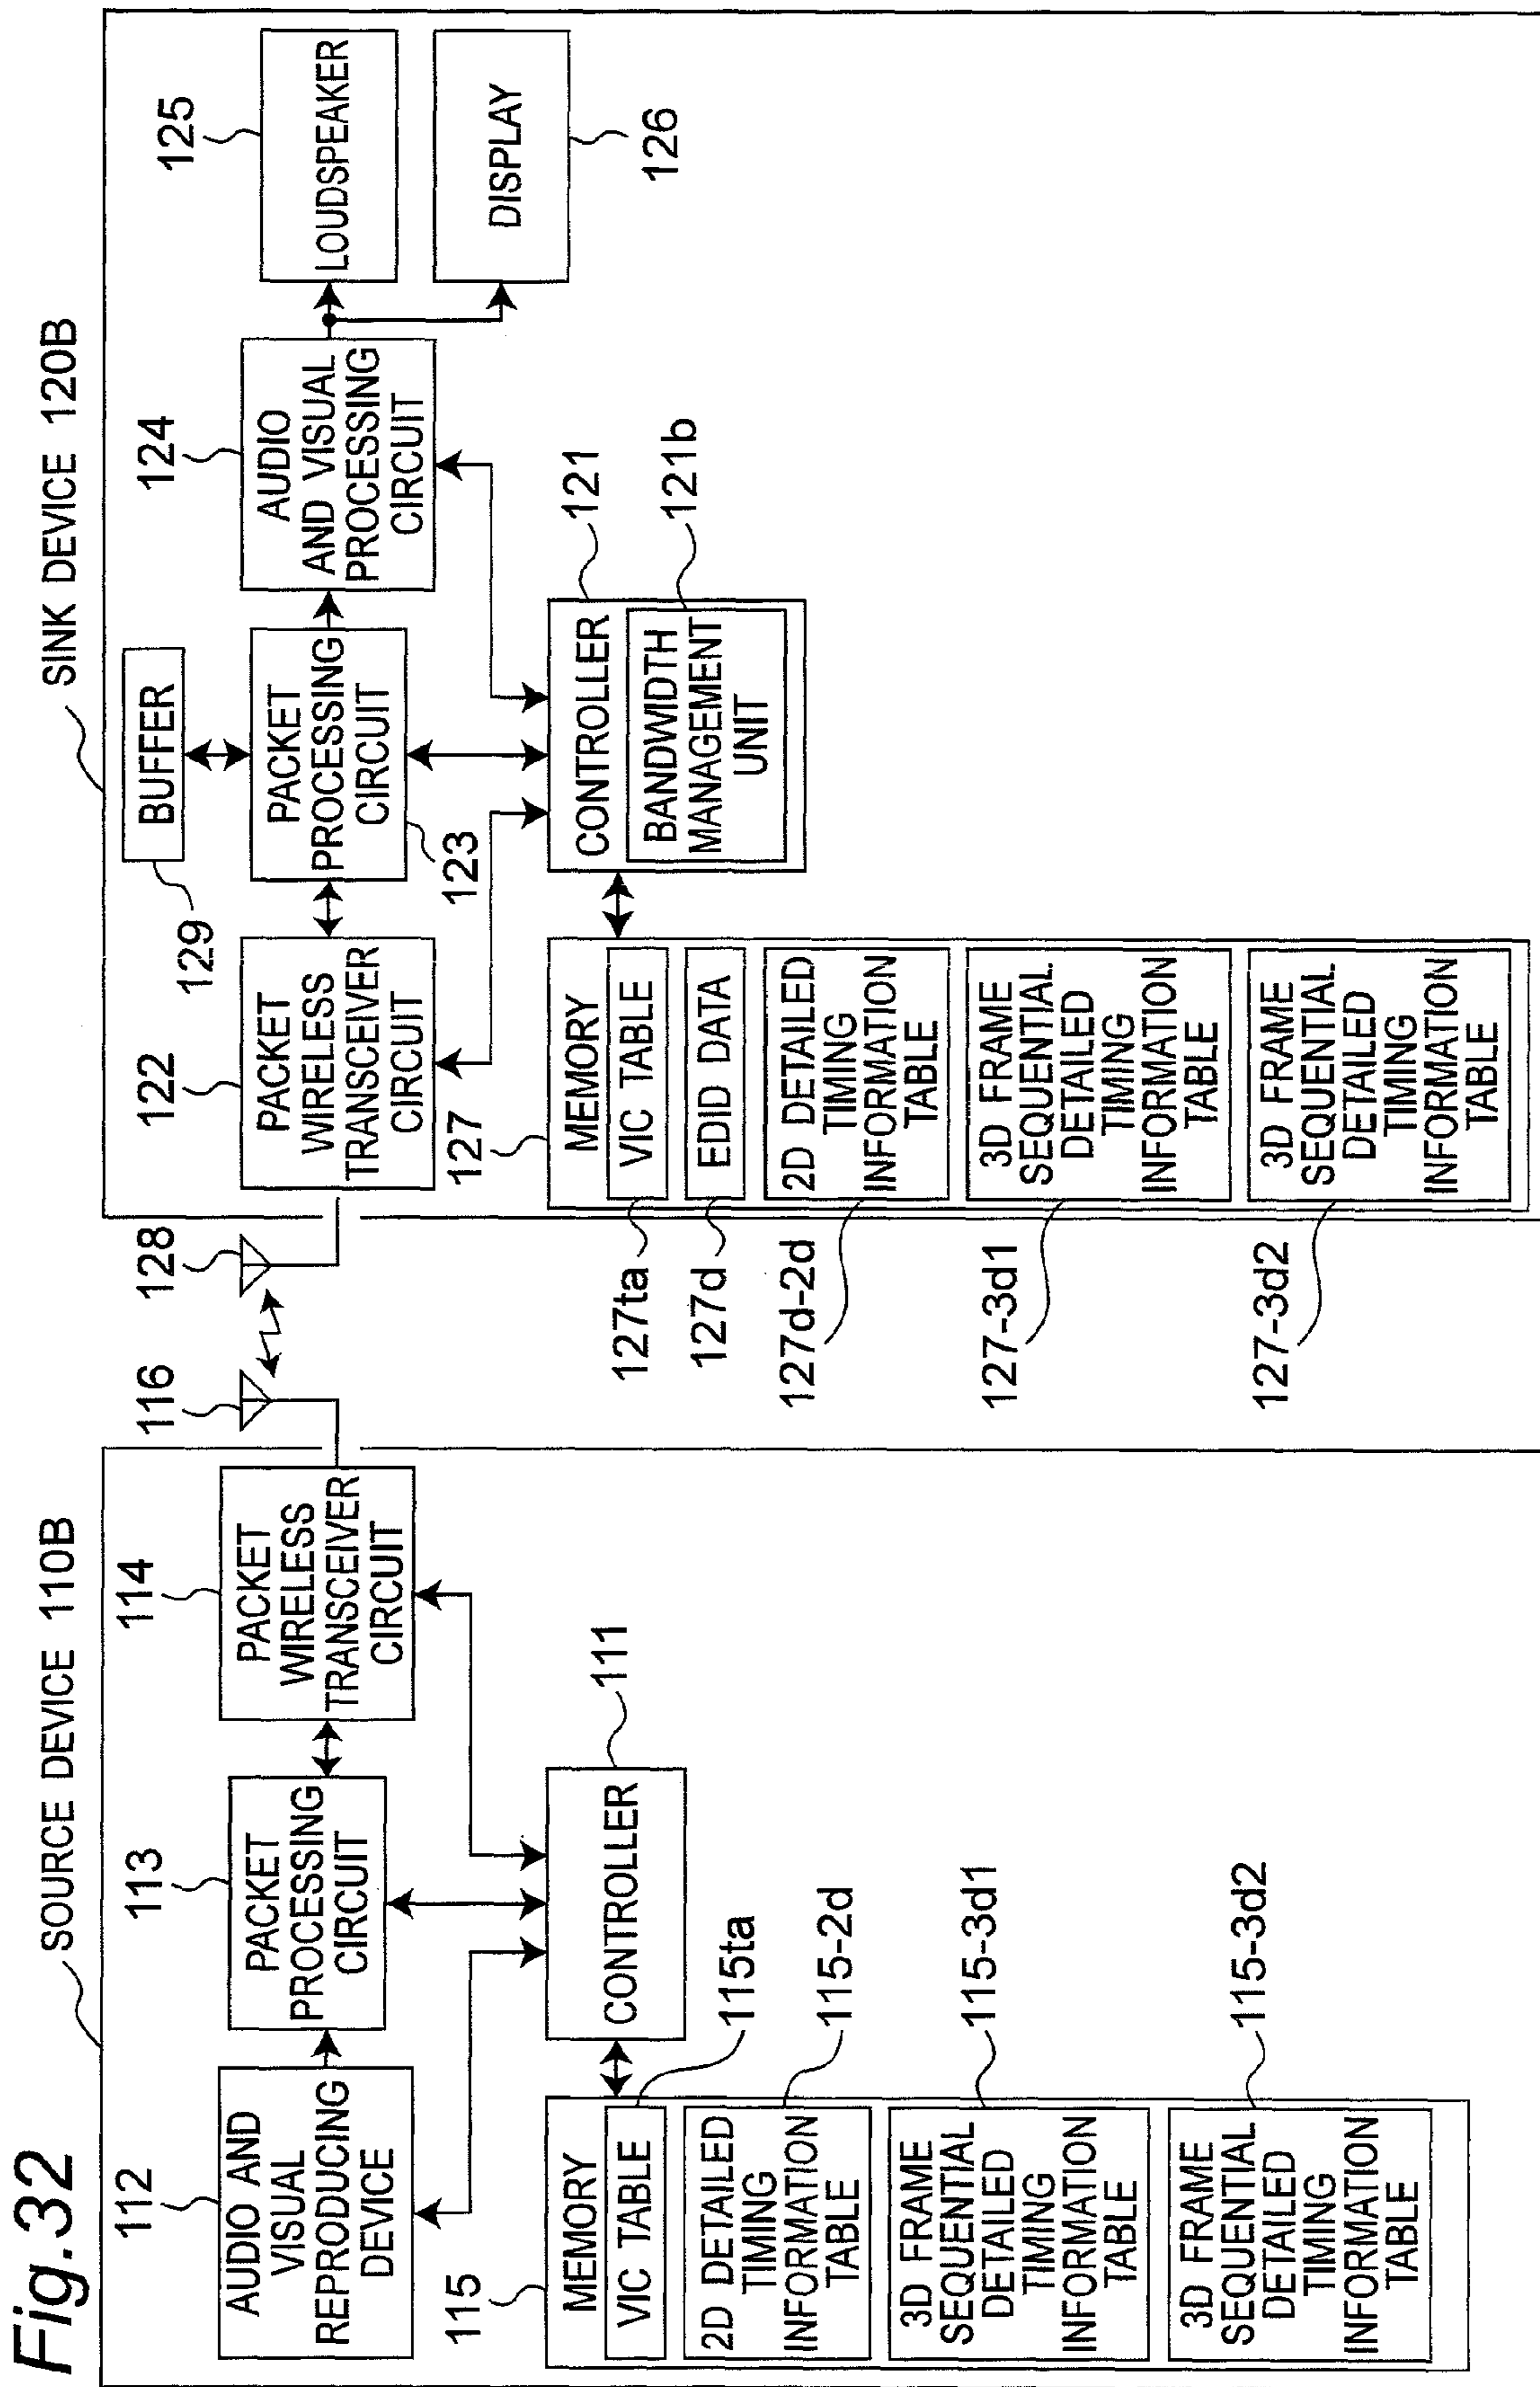 Fig.32
SOURCE DEVICE 110B
112
AUDIO AND
VISUAL
REPRODUCING
DEVICE
113
PACKET
PROCESSING
CIRCUIT
114
PACKET
WIRELESS
TRANSCEIVER
CIRCUIT
116
111
CONTROLLER
115
MEMORY
VIC TABLE
115ta
2D DETAILED
TIMING
INFORMATION
TABLE
115-2d
3D FRAME
SEQUENTIAL
DETAILED
TIMING
INFORMATION
TABLE
115-3d1
3D FRAME
SEQUENTIAL
DETAILED
TIMING
INFORMATION
TABLE
115-3d2
SINK DEVICE 120B
128
122
PACKET
WIRELESS
TRANSCEIVER
CIRCUIT
129
BUFFER
PACKET
PROCESSING
CIRCUIT
123
124
AUDIO
AND VISUAL
PROCESSING
CIRCUIT
125
LOUDSPEAKER
DISPLAY
126
CONTROLLER
121
BANDWIDTH
MANAGEMENT
UNIT
121b
127
MEMORY
VIC TABLE
127ta
EDID DATA
127d
2D DETAILED
TIMING
INFORMATION
TABLE
127d-2d
3D FRAME
SEQUENTIAL
DETAILED
TIMING
INFORMATION
TABLE
127-3d1
3D FRAME
SEQUENTIAL
DETAILED
TIMING
INFORMATION
TABLE
127-3d2